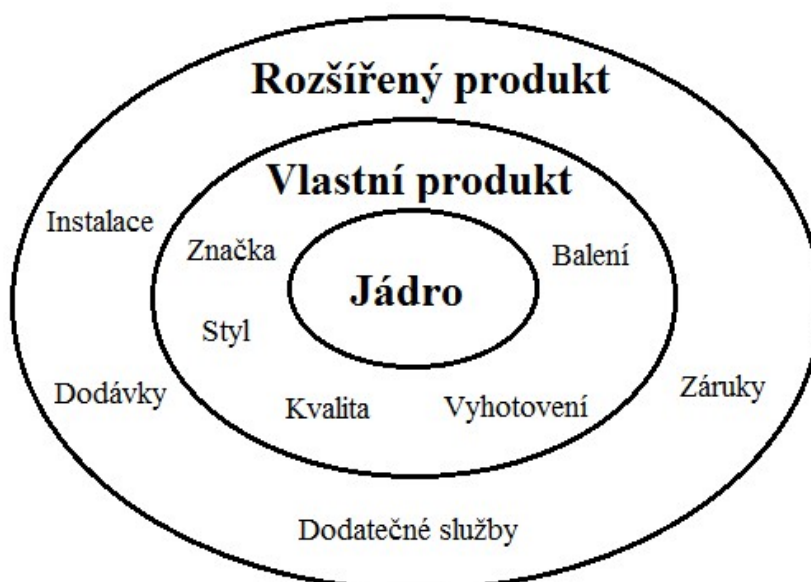 Rozšířený produkt
Vlastní produkt
Instalace
Značka
Balení
Jádro
Styl
Dodávky
Kvalita
Vyhotovení
Záruky
Dodatečné služby